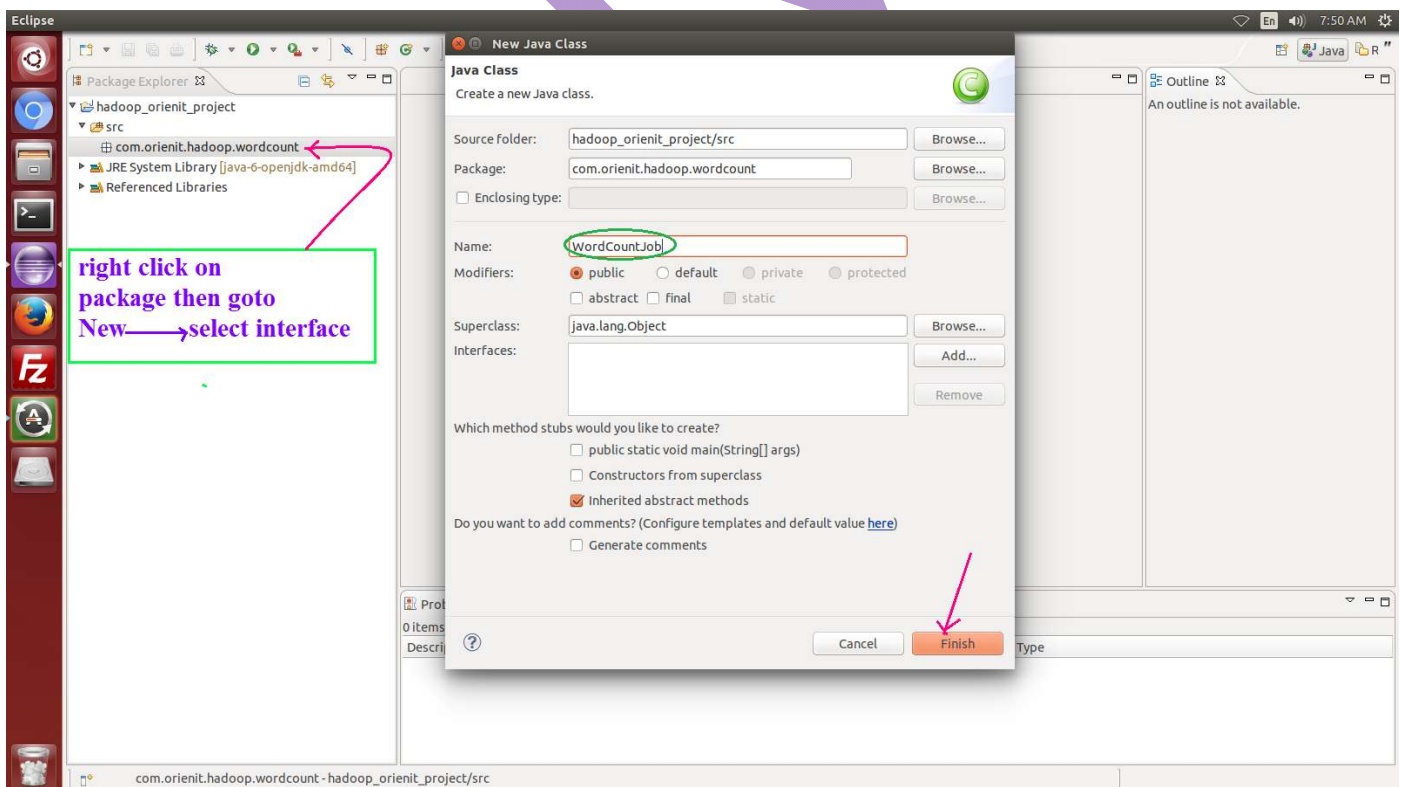 Eclipse
En 7:50 AM
New Java Class
Java R "
Package Explorer
Java Class
Create a new Java class.
Outline
An outline is not available.
hadoop_orienit_project
src
com.orienit.hadoop.wordcount
JRE System Library [java-6-openjdk-amd64]
Referenced Libraries
right click on
package then goto
New select interface
Source folder: hadoop_orienit_project/src Browse...
Package: com.orienit.hadoop.wordcount Browse...
Enclosing type: Browse...
Name: WordCountJob
Modifiers: public default private protected
abstract final static
Superclass: java.lang.Object Browse...
Interfaces: Add...
Remove
Which method stubs would you like to create?
public static void main(String[] args)
Constructors from superclass
Inherited abstract methods
Do you want to add comments? (Configure templates and default value here)
Generate comments
Cancel Finish
Prob
0 items
Descri Type
com.orienit.hadoop.wordcount - hadoop_orienit_project/src